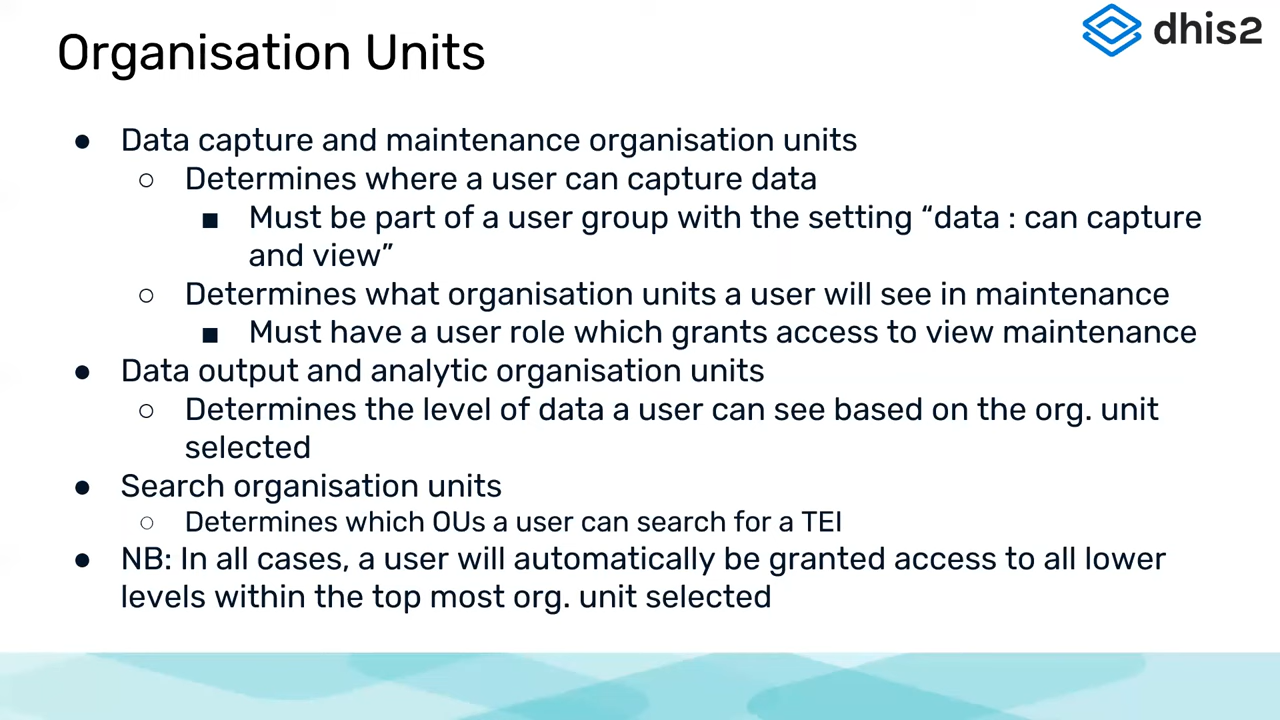 Organisation Units
dhis2
● Data capture and maintenance organisation units
○ Determines where a user can capture data
■ Must be part of a user group with the setting “data : can capture
and view”
○ Determines what organisation units a user will see in maintenance
■ Must have a user role which grants access to view maintenance
● Data output and analytic organisation units
○ Determines the level of data a user can see based on the org. unit
selected
● Search organisation units
○ Determines which OUs a user can search for a TEI
● NB: In all cases, a user will automatically be granted access to all lower
levels within the top most org. unit selected